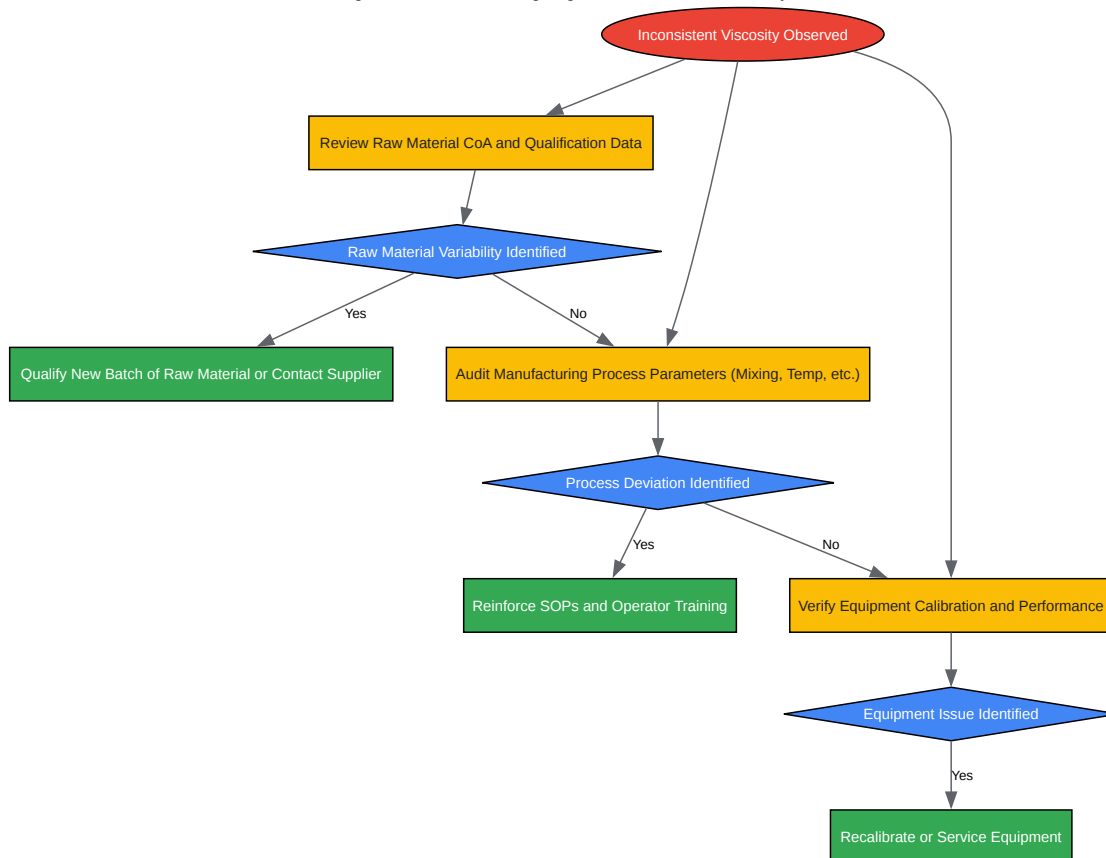 Inconsistent Viscosity Observed
Review Raw Material CoA and Qualification Data
Raw Material Variability Identified
Yes
No
Qualify New Batch of Raw Material or Contact Supplier
Audit Manufacturing Process Parameters (Mixing, Temp, etc.)
Process Deviation Identified
Yes
No
Reinforce SOPs and Operator Training
Verify Equipment Calibration and Performance
Equipment Issue Identified
Yes
Recalibrate or Service Equipment